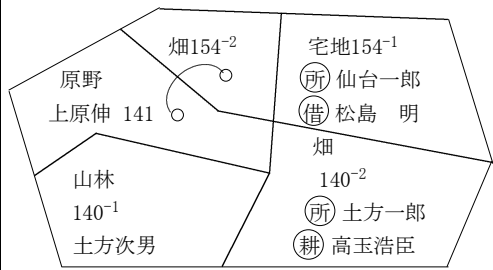 畑154⁻²
宅地154⁻¹
㊟所 仙台一郎
借 松島　明
原野
上原伸 141
畑
140⁻²
所 土方一郎
耕 高玉浩臣
山林
140⁻¹
土方次男